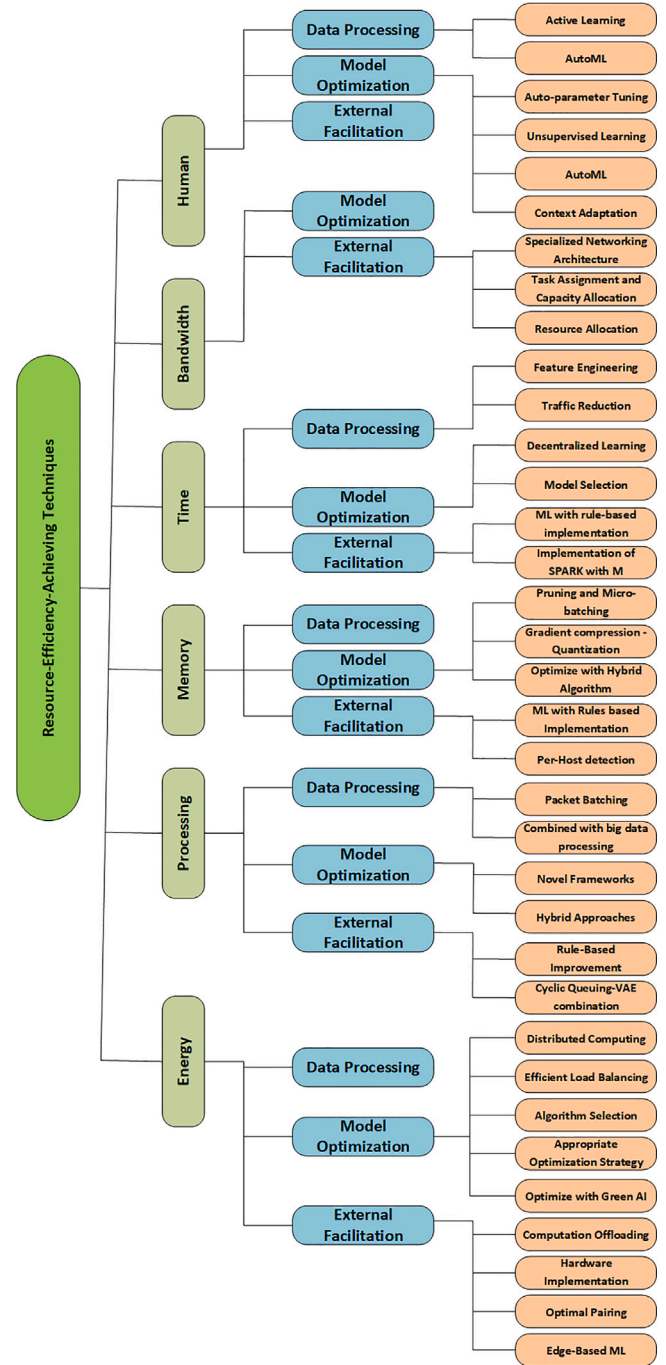 Resource-Efficiency-Achieving Techniques
Human
Data Processing
Active Learning
AutoML
Model
Optimization
Auto-parameter Tuning
Unsupervised Learning
AutoML
Context Adaptation
External
Facilitation
Bandwidth
Model
Optimization
External
Facilitation
Specialized Networking
Architecture
Task Assignment and
Capacity Allocation
Resource Allocation
Time
Data Processing
Feature Engineering
Traffic Reduction
Model
Optimization
Decentralized Learning
Model Selection
External
Facilitation
ML with rule-based
implementation
Implementation of
SPARK with M
Memory
Data Processing
Model
Optimization
Pruning and Micro-
batching
Gradient compression -
Quantization
Optimize with Hybrid
Algorithm
External
Facilitation
ML with Rules based
Implementation
Per-Host detection
Processing
Data Processing
Packet Batching
Combined with big data
processing
Model
Optimization
Novel Frameworks
Hybrid Approaches
External
Facilitation
Rule-Based
Improvement
Cyclic Queuing-VAE
combination
Energy
Data Processing
Model
Optimization
Distributed Computing
Efficient Load Balancing
Algorithm Selection
Appropriate
Optimization Strategy
Optimize with Green AI
External
Facilitation
Computation Offloading
Hardware
Implementation
Optimal Pairing
Edge-Based ML